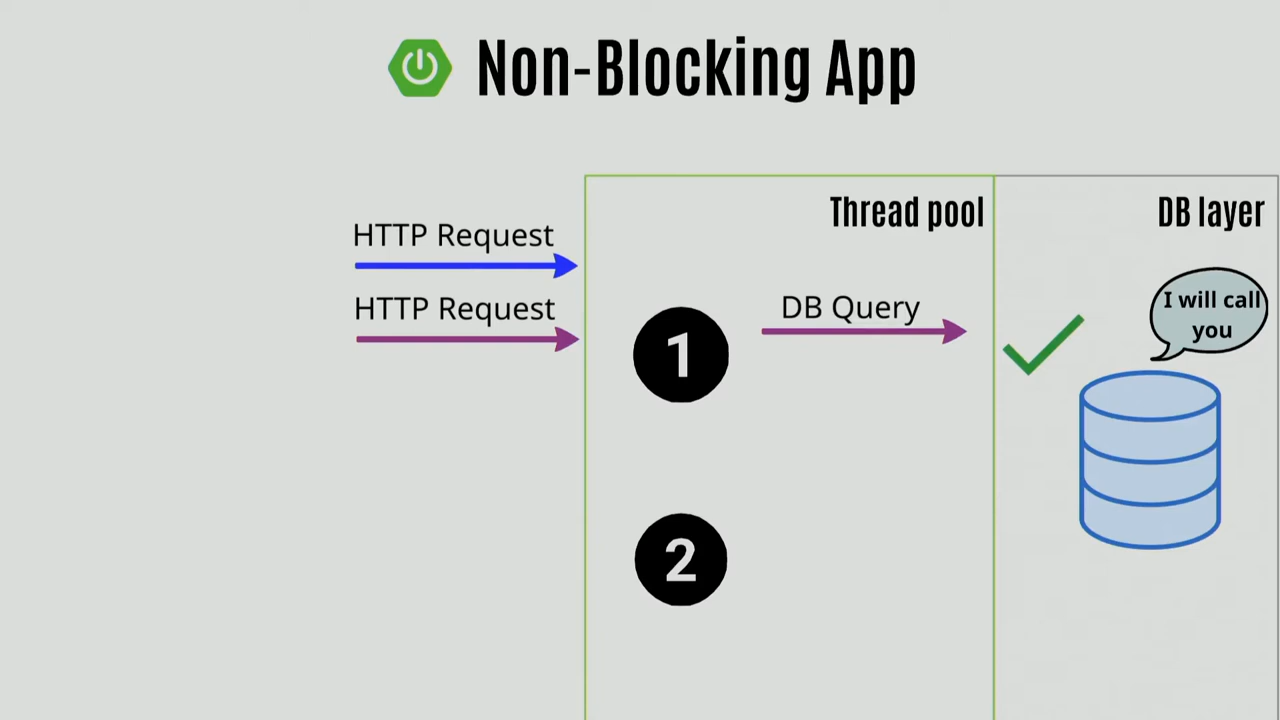 Non-Blocking App
Thread pool
DB layer
HTTP Request
HTTP Request
DB Query
I will call
you
1
2